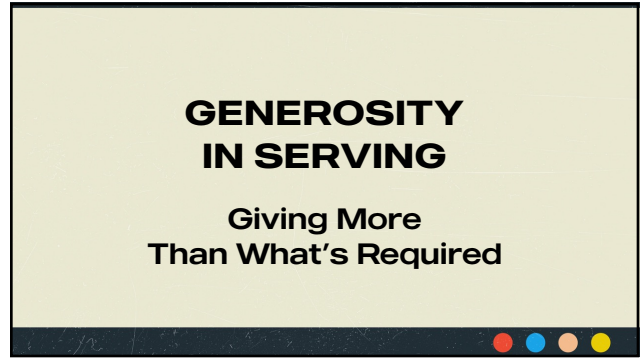 GENEROSITY
IN SERVING
Giving More
Than What's Required